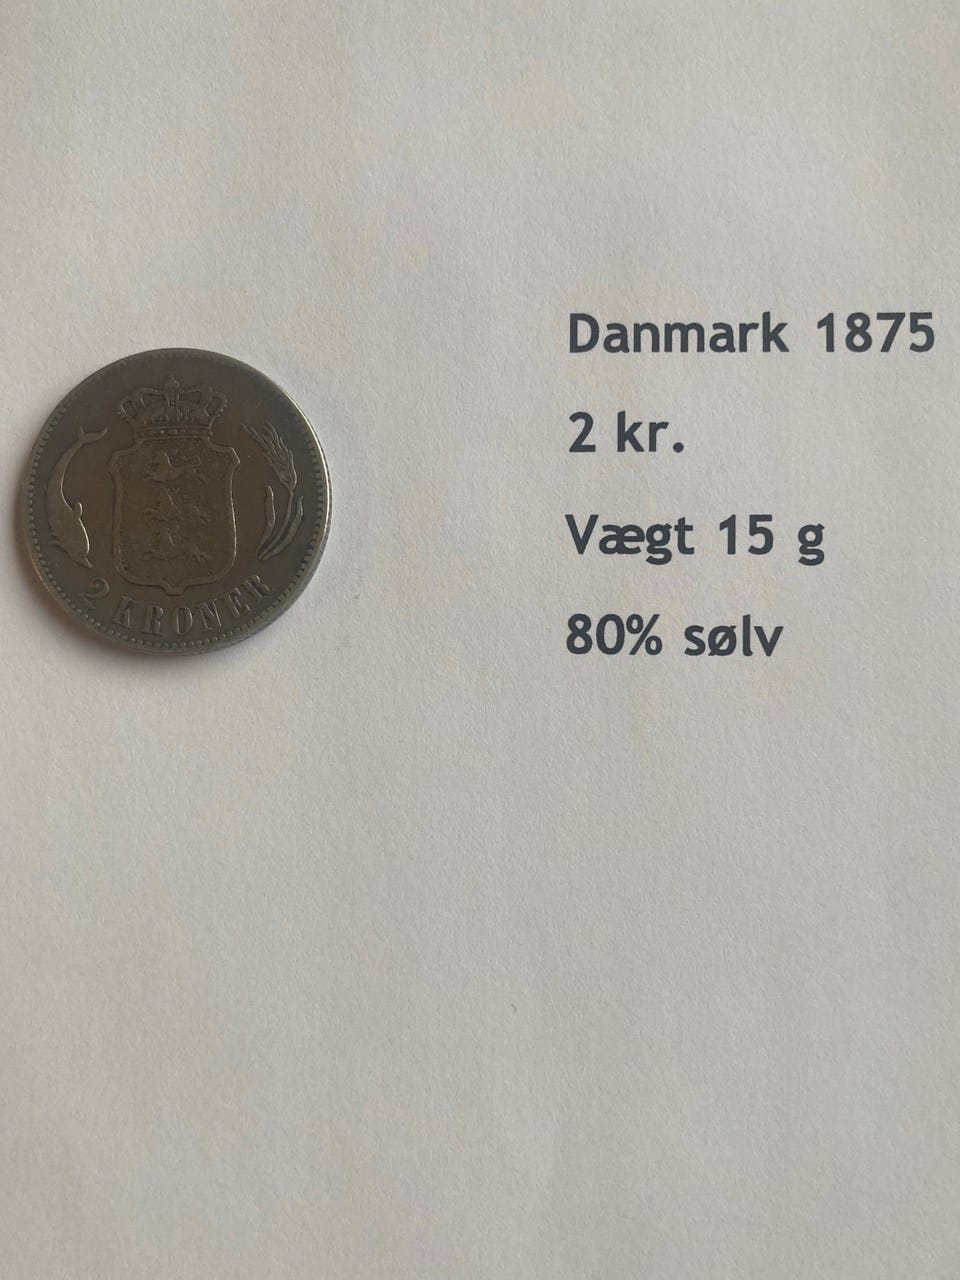 Danmark 1875
2 kr.
Vægt 15 g
80% sølv
2 KRONER